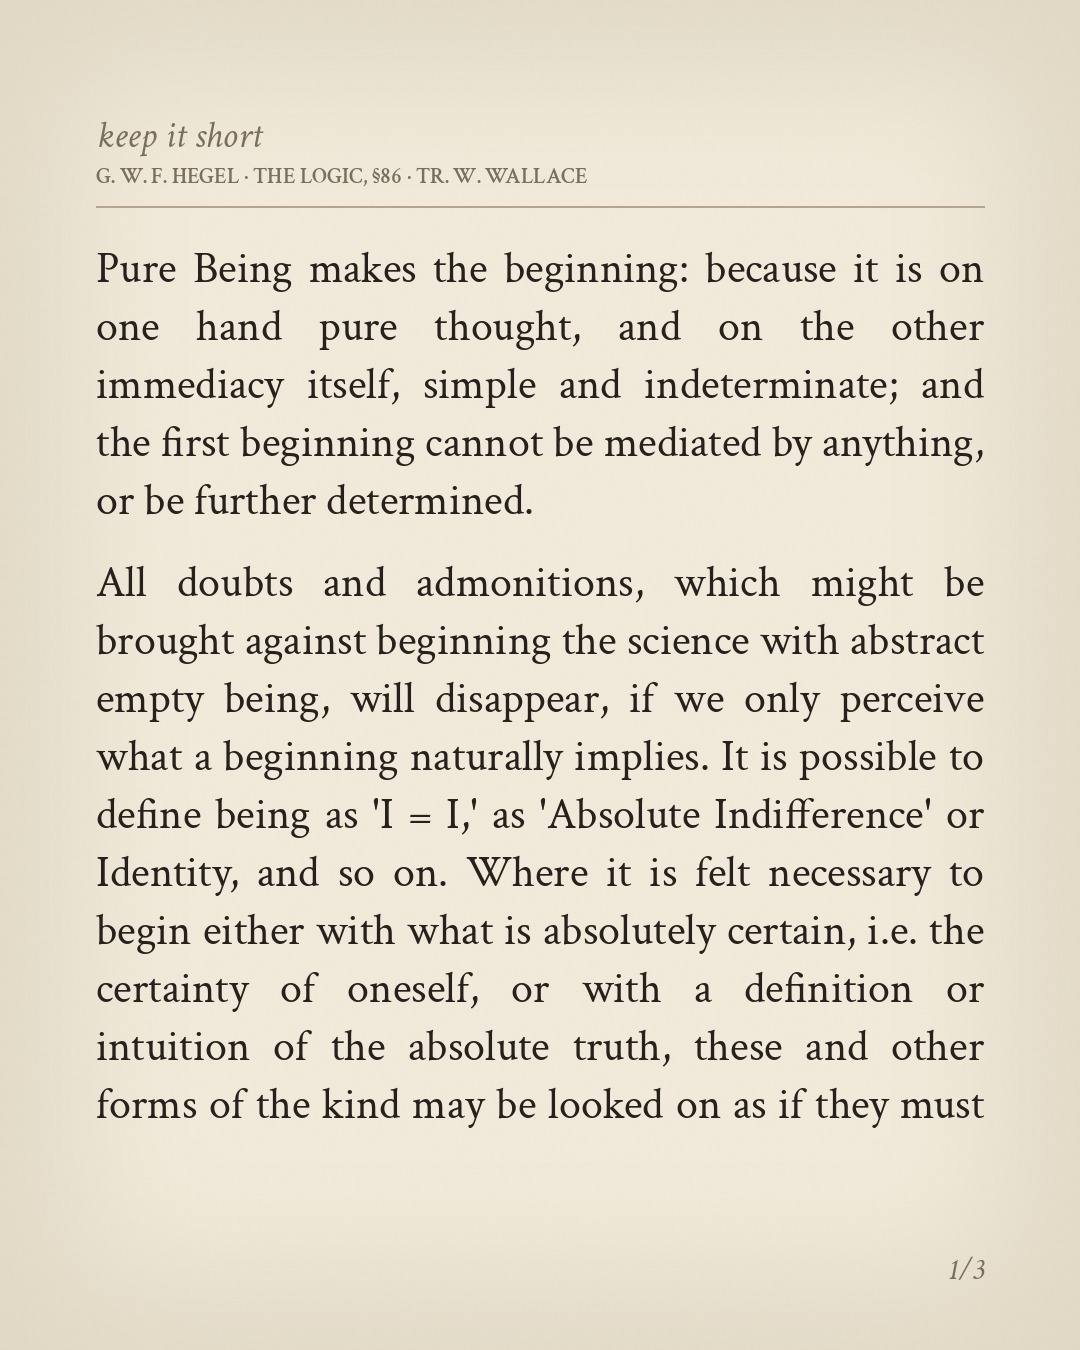 keep it short
G. W. F. HEGEL · THE LOGIC, §86 · TR. W. WALLACE
Pure Being makes the beginning: because it is on
one hand pure thought, and on the other
immediacy itself, simple and indeterminate; and
the first beginning cannot be mediated by anything,
or be further determined.
All doubts and admonitions, which might be
brought against beginning the science with abstract
empty being, will disappear, if we only perceive
what a beginning naturally implies. It is possible to
define being as 'I = I,' as 'Absolute Indifference' or
Identity, and so on. Where it is felt necessary to
begin either with what is absolutely certain, i.e. the
certainty of oneself, or with a definition or
intuition of the absolute truth, these and other
forms of the kind may be looked on as if they must
1/3